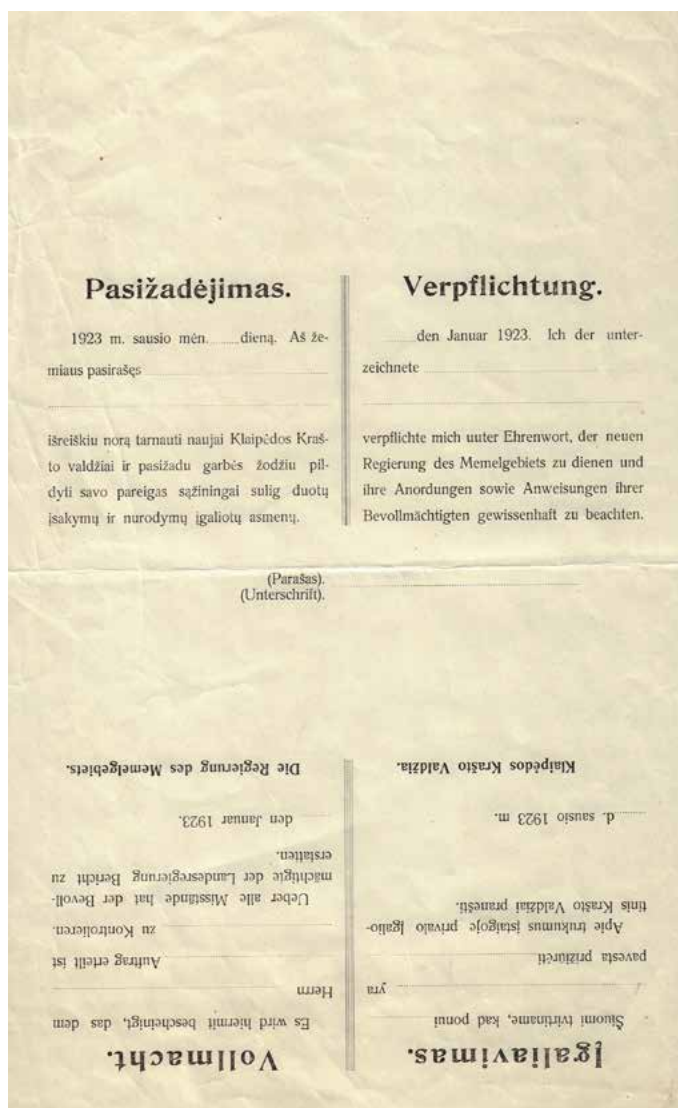 Pasižadėjimas.
1923 m. sausio mėn. dieną. Aš že-
miaus pasirašęs
išreiškiu norą tarnauti naujai Klaipėdos Kraš-
to valdžiai ir pasižadu garbės žodžiu pil-
dyti savo pareigas sąžiningai sulig duotų
įsakymų ir nurodymų įgaliotų asmenų.
Verpflichtung.
den Januar 1923. Ich der unter-
zeichnete
verpflichte mich uuter Ehrenwort, der neuen
Regierung des Memelgebiets zu dienen und
ihre Anordungen sowie Anweisungen ihrer
Bevollmächtigten gewissenhaft zu beachten.
(Parašas).
(Unterschrift).
Įgaliavimas.
Šiuomi tvirtiname, kad ponui
yra
pavesta prižiūrėti
Apie trukumus įstaigoje privalo Įgalio-
tinis Krašto Valdžiai pranešti.
d. sausio 1923 m.
Klaipėdos Krašto Valdžia.
Vollmacht.
Es wird hiermit bescheinigt, das dem
Herrn
Auftrag erteilt ist
zu Kontrolieren.
Ueber alle Misstände hat der Bevoll-
mächtigte der Landesregierung Bericht zu
erstatten.
den Januar 1923.
Die Regierung des Memelgebiets.